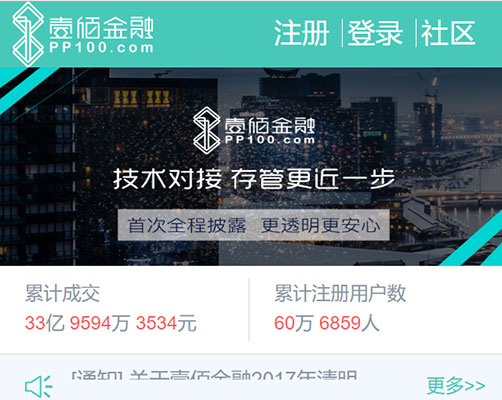 壹佰金融
PP100.com
注册 登录 社区
壹佰金融
PP100.com
技术对接 存管更近一步
首次全程披露 更透明更安心
累计成交
33亿 9594万 3534元
累计注册用户数
60万 6859人
[通知] 关于壹佰金融2017年清明
更多>>